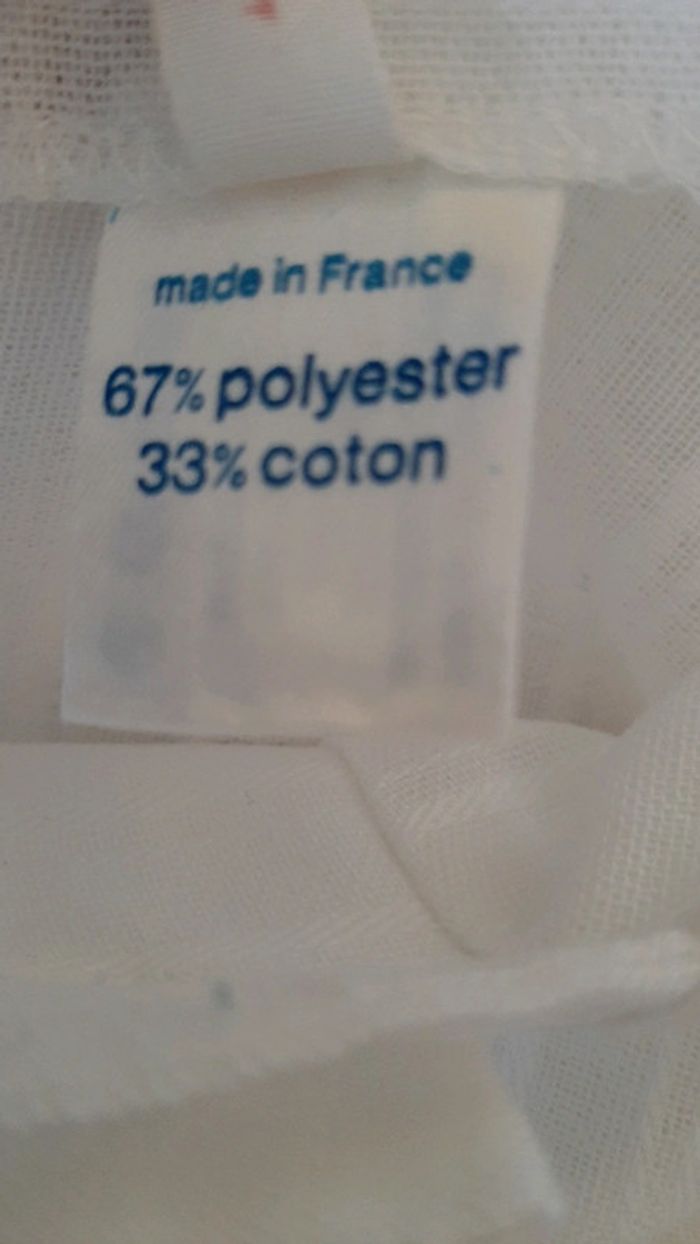 made in France
67% polyester
33% coton